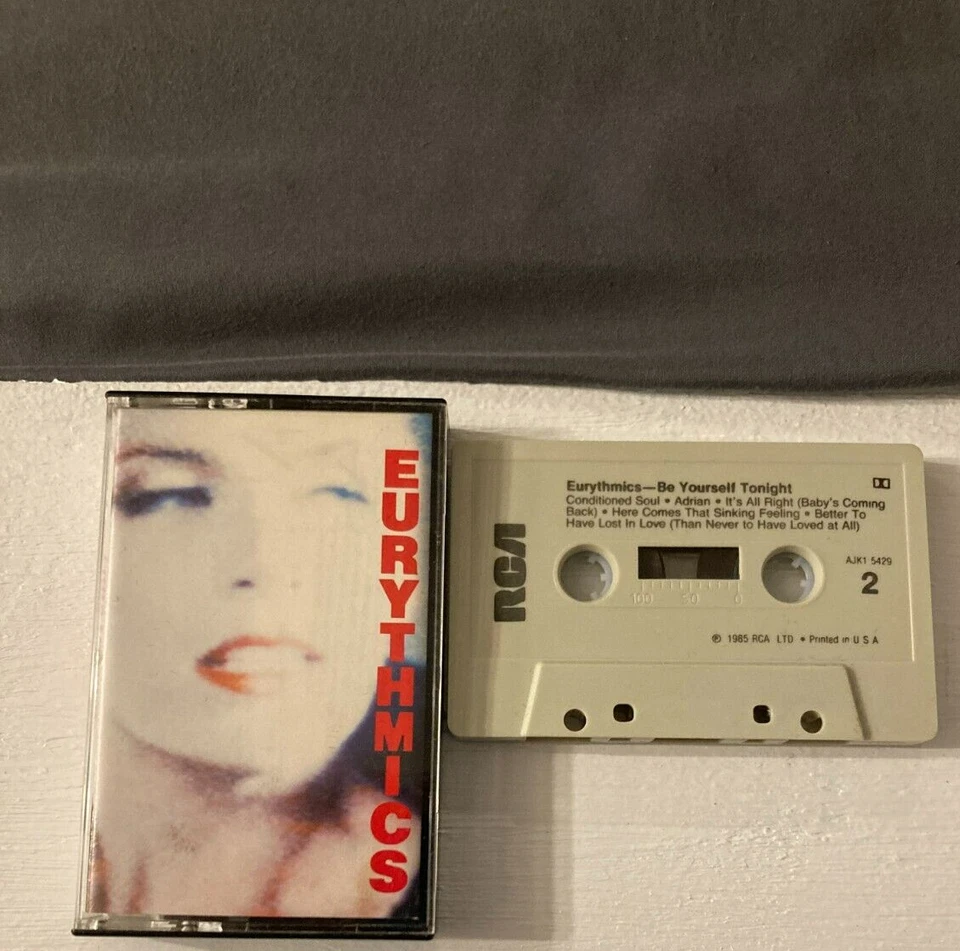 EURYTHMICS
Eurythmics—Be Yourself Tonight
Conditioned Soul • Adrian • It's All Right (Baby's Coming
Back) • Here Comes That Sinking Feeling • Better To
Have Lost In Love (Than Never to Have Loved at All)
RCA
AJK1 5429
2
100 50 0
℗ 1985 RCA LTD • Printed in U S A